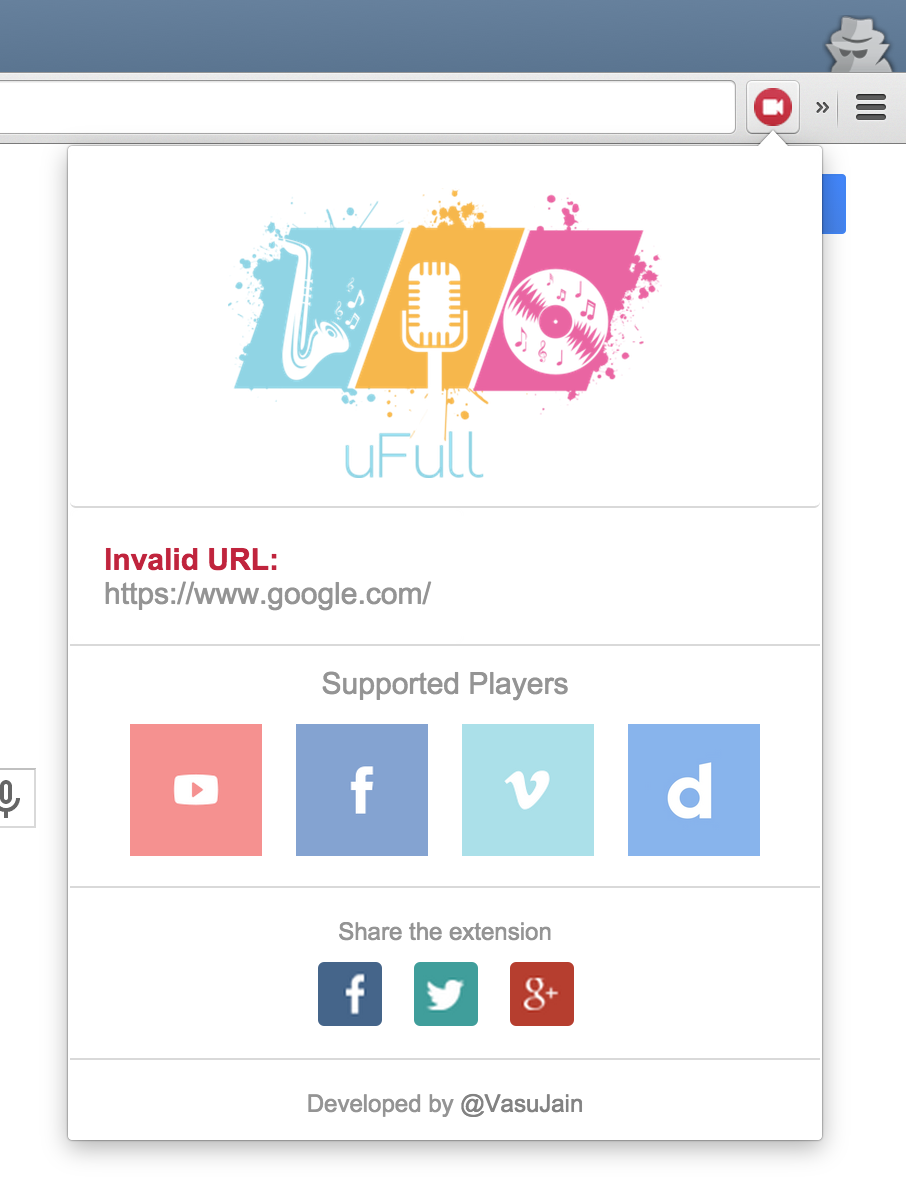 uFull
Invalid URL:
https://www.google.com/
Supported Players
Share the extension
Developed by @VasuJain